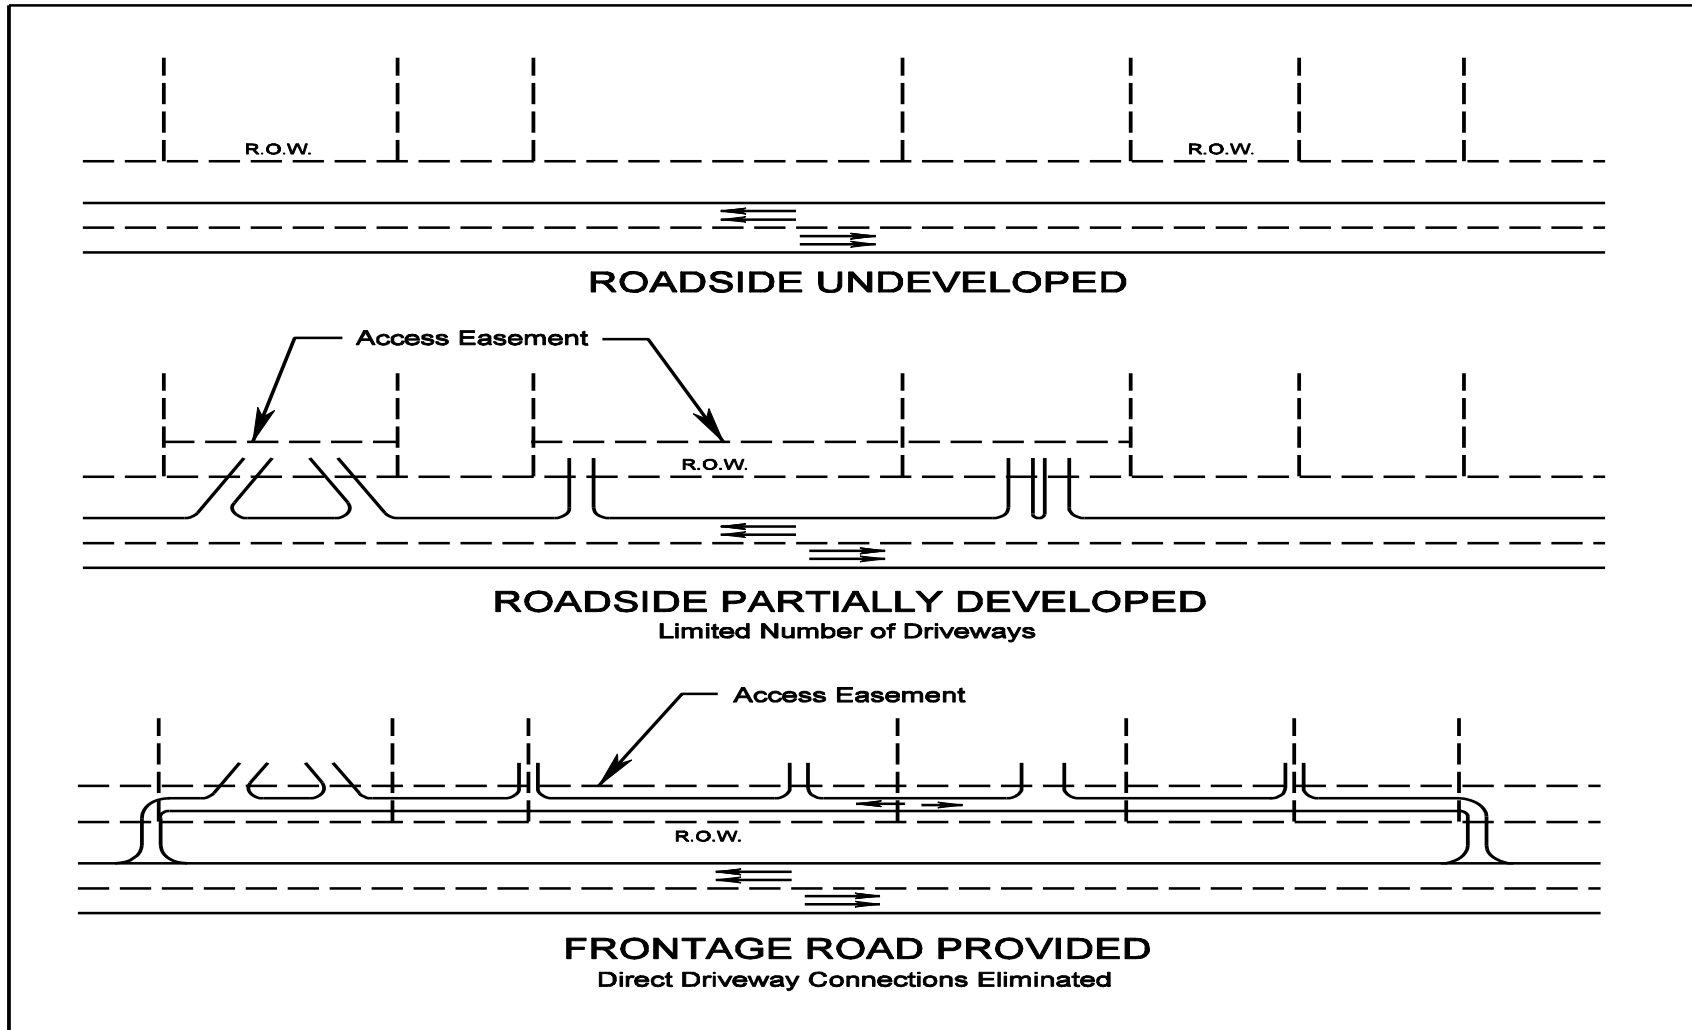 R.O.W.
R.O.W.
ROADSIDE UNDEVELOPED
Access Easement
R.O.W.
ROADSIDE PARTIALLY DEVELOPED
Limited Number of Driveways
Access Easement
R.O.W.
FRONTAGE ROAD PROVIDED
Direct Driveway Connections Eliminated